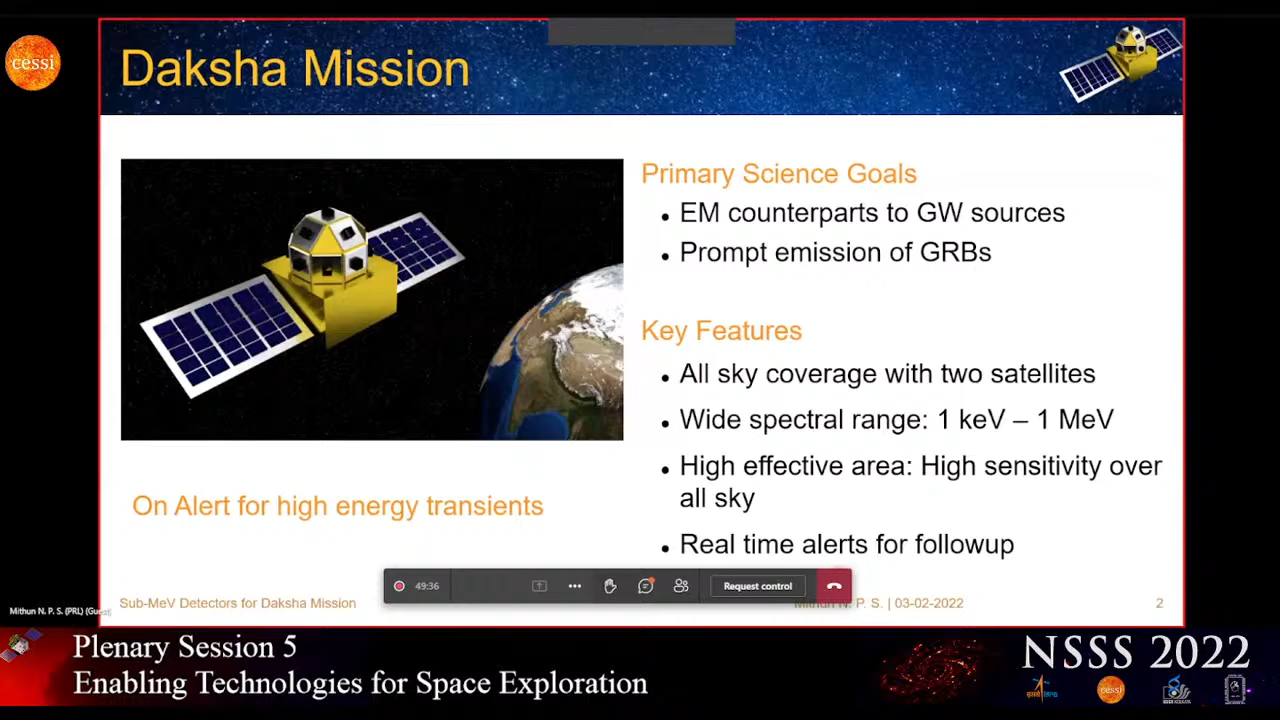 cessi
Daksha Mission
Primary Science Goals
EM counterparts to GW sources
Prompt emission of GRBs
Key Features
All sky coverage with two satellites
Wide spectral range: 1 keV – 1 MeV
High effective area: High sensitivity over
all sky
Real time alerts for followup
On Alert for high energy transients
49:36
Request control
Mithun N. P. S. (PRL) (Guest)
Sub-MeV Detectors for Daksha Mission
Mithun N. P. S. | 03-02-2022
2
Plenary Session 5
Enabling Technologies for Space Exploration
NSSS 2022
cessi